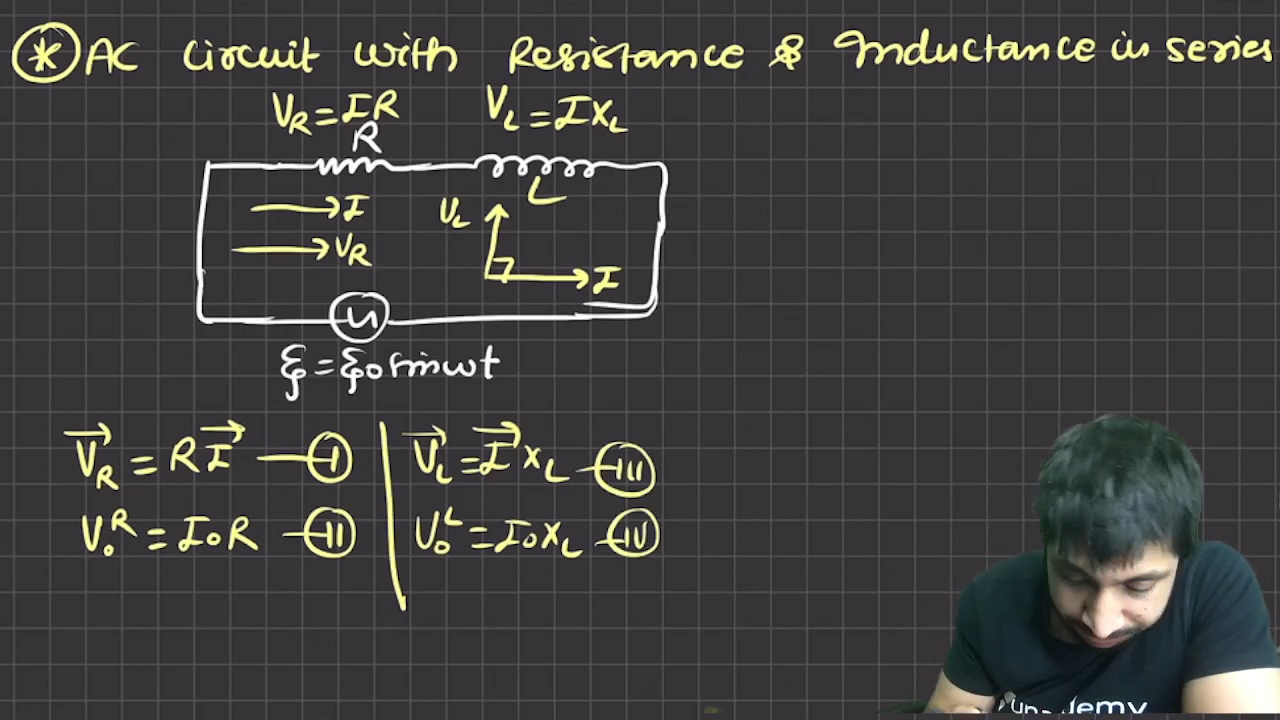 * AC Circuit with Resistance & Inductance in series
V_R = IR
V_L = IX_L
R
L
I
V_R
V_L
I
ξ = ξ₀ sinωt
V⃗_R = R I⃗ — I
V₀^R = I₀R — II
V⃗_L = I⃗ X_L — III
V₀^L = I₀X_L — IV
unacademy